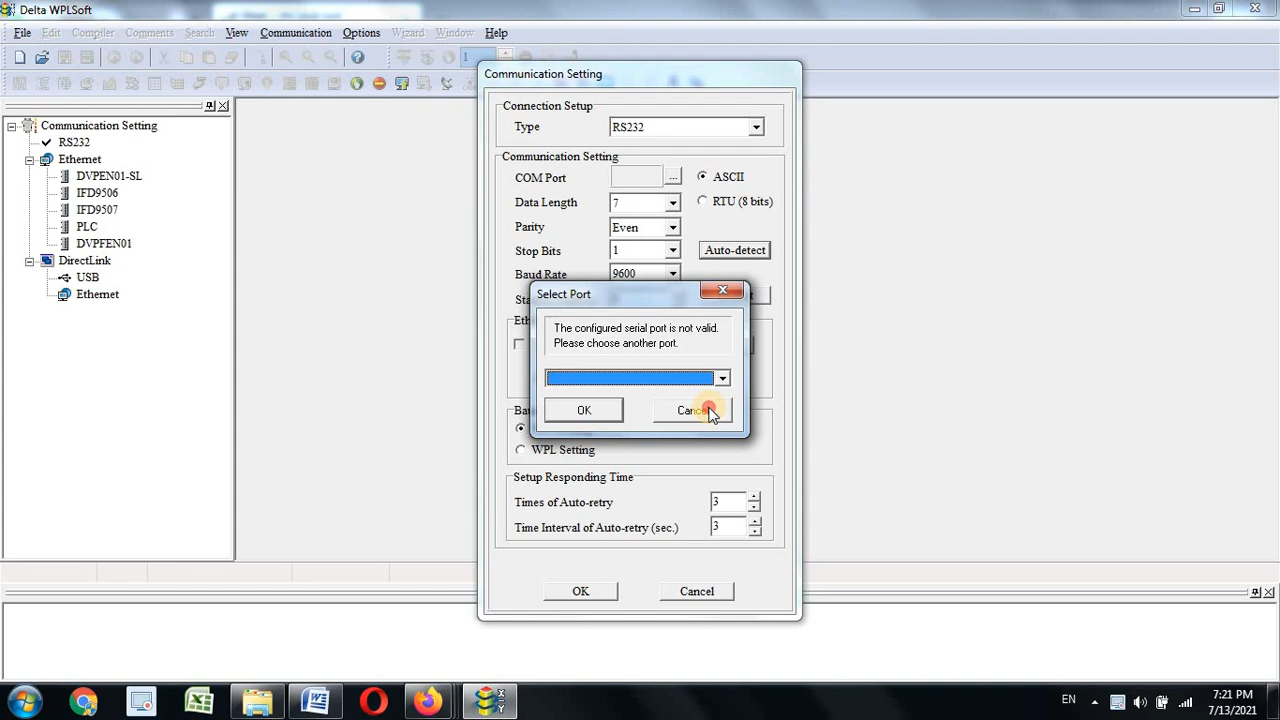 Delta WPLSoft
File Edit Compiler Comments Search View Communication Options Wizard Window Help
1
Communication Setting
RS232
Ethernet
DVPEN01-SL
IFD9506
IFD9507
PLC
DVPFEN01
DirectLink
USB
Ethernet
Communication Setting
Connection Setup
Type RS232
Communication Setting
COM Port ... ASCII
Data Length 7 RTU (8 bits)
Parity Even
Stop Bits 1 Auto-detect
Baud Rate 9600
Select Port
The configured serial port is not valid.
Please choose another port.
OK Cancel
WPL Setting
Setup Responding Time
Times of Auto-retry 3
Time Interval of Auto-retry (sec.) 3
OK Cancel
EN 7:21 PM
7/13/2021